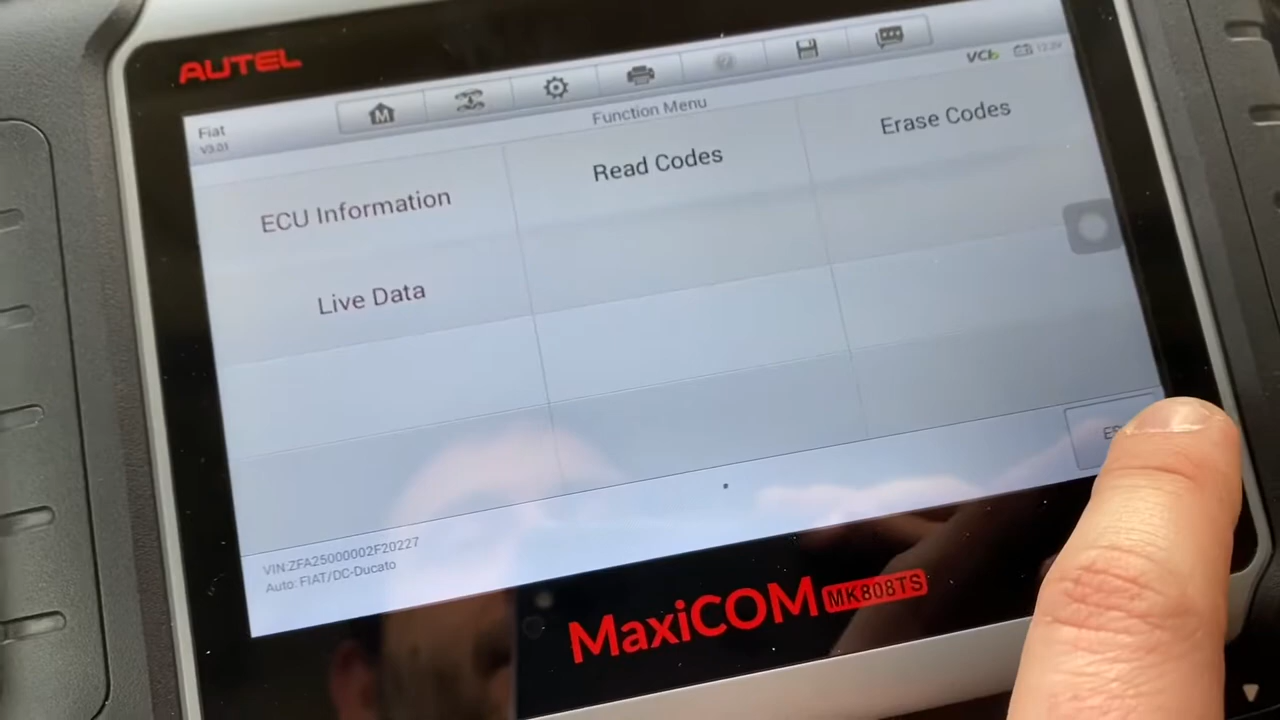 AUTEL
M
VCI
Fiat
V3.01
Function Menu
ECU Information
Read Codes
Erase Codes
Live Data
VIN:ZFA25000002F20227
Auto: FIAT/DC-Ducato
MaxiCOM MK808TS